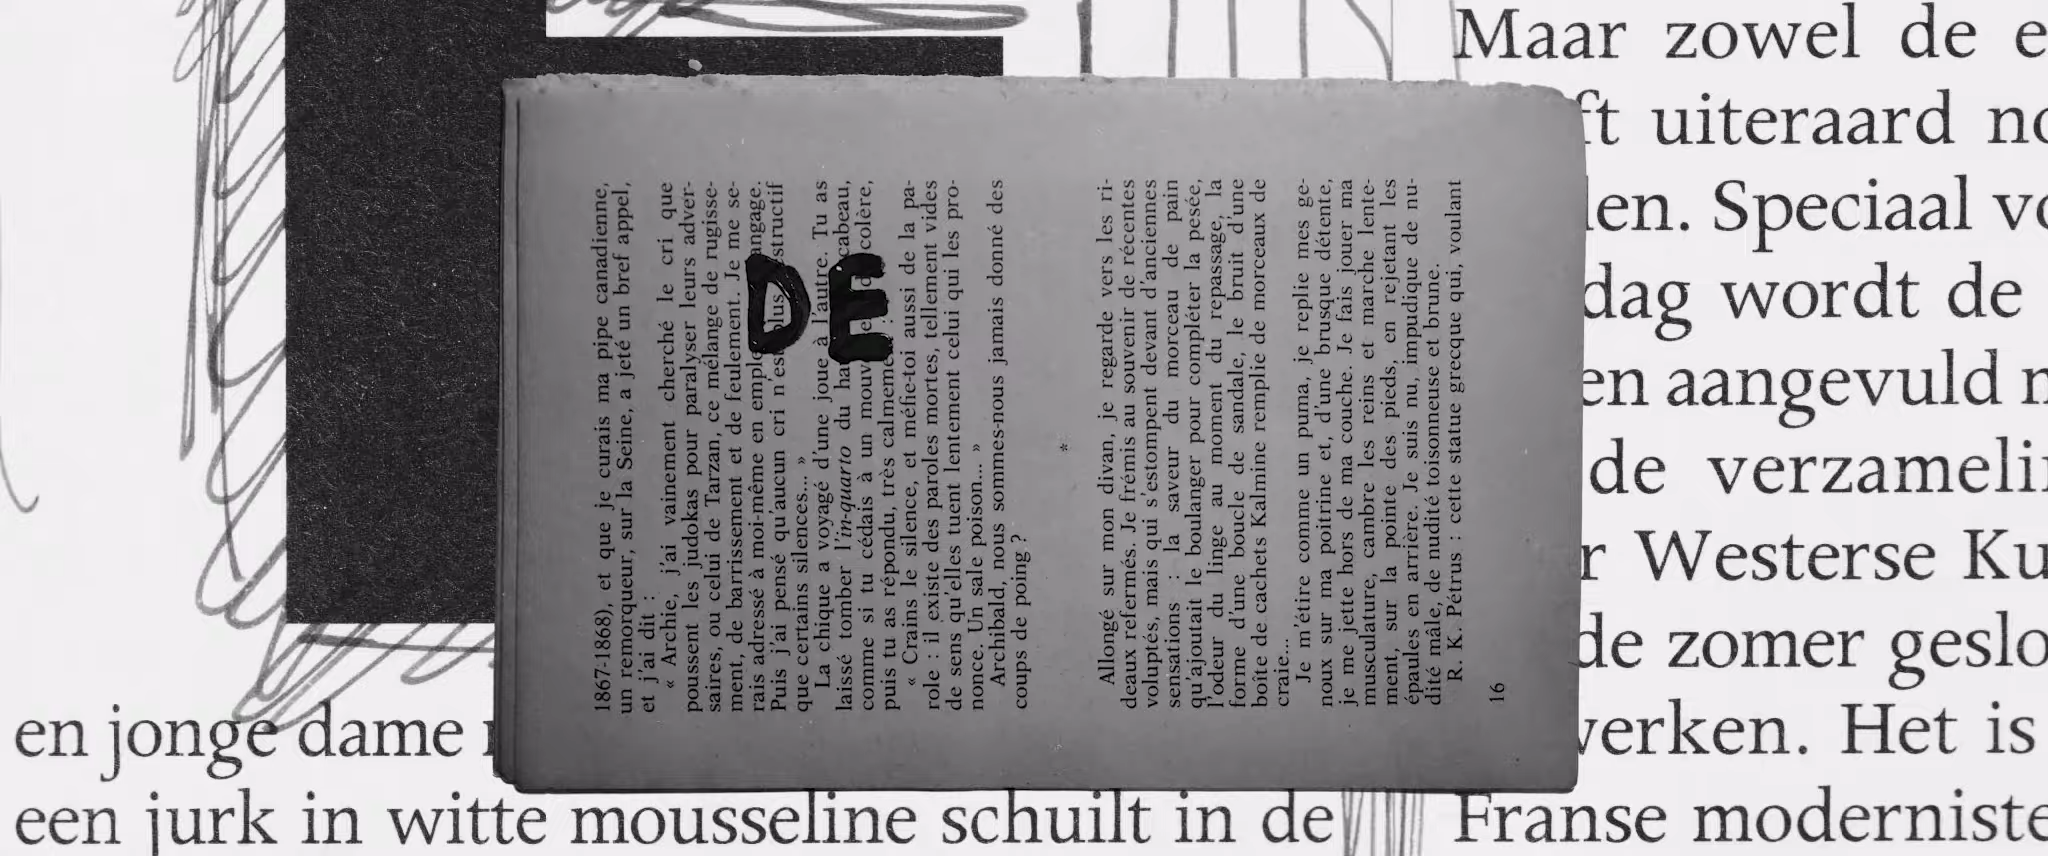 Maar zowel de
ft uiteraard
len. Speciaal
dag wordt de
en aangevuld
de
r Westerse
de zomer
werken. Het is
Franse
en jonge dame
een jurk in witte mousseline schuilt in de
DE
1867-1868), et que je curais ma pipe canadienne,
un remorqueur, sur la Seine, a jeté un bref appel,
et j'ai dit :
« Archie, j'ai vainement cherché le cri que
poussent les judokas pour paralyser leurs adver-
saires, ou celui de Tarzan, ce mélange de rugisse-
ment, de barrissement et de feulement. Je me se-
rais adressé à moi-même en emplo ngage.
Puis j'ai pensé qu'aucun cri n'est plus structif
que certains silences... »
La chique a voyagé d'une joue à l'autre. Tu as
laissé tomber l'in-quarto du ha cabeau,
comme si tu cédais à un mouve colère,
puis tu as répondu, très calmeme
« Crains le silence, et méfie-toi aussi de la pa-
role : il existe des paroles mortes, tellement vides
de sens qu'elles tuent lentement celui qui les pro-
nonce. Un sale poison... »
Archibald, nous sommes-nous jamais donné des
coups de poing ?
*
Allongé sur mon divan, je regarde vers les ri-
deaux refermés. Je frémis au souvenir de récentes
voluptés, mais qui s'estompent devant d'anciennes
sensations : la saveur du morceau de pain
qu'ajoutait le boulanger pour compléter la pesée,
l'odeur du linge au moment du repassage, la
forme d'une boucle de sandale, le bruit d'une
boîte de cachets Kalmine remplie de morceaux de
craie...
Je m'étire comme un puma, je replie mes ge-
noux sur ma poitrine et, d'une brusque détente,
je me jette hors de ma couche. Je fais jouer ma
musculature, cambre les reins et marche lente-
ment, sur la pointe des pieds, en rejetant les
épaules en arrière. Je suis nu, impudique de nu-
dité mâle, de nudité toisonneuse et brune.
R. K. Pétrus : cette statue grecque qui, voulant
16